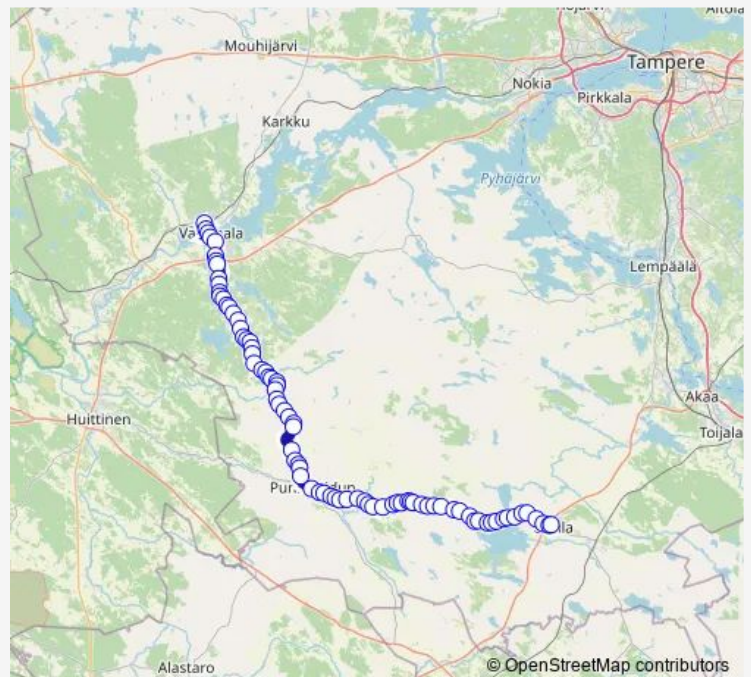 Mouhijärvi
Tampere
Nokia
Pirkkala
Karkku
Pyhäjärvi
Lempäälä
Akaa
Huittinen
Toijala
Alastaro
© OpenStreetMap contributors